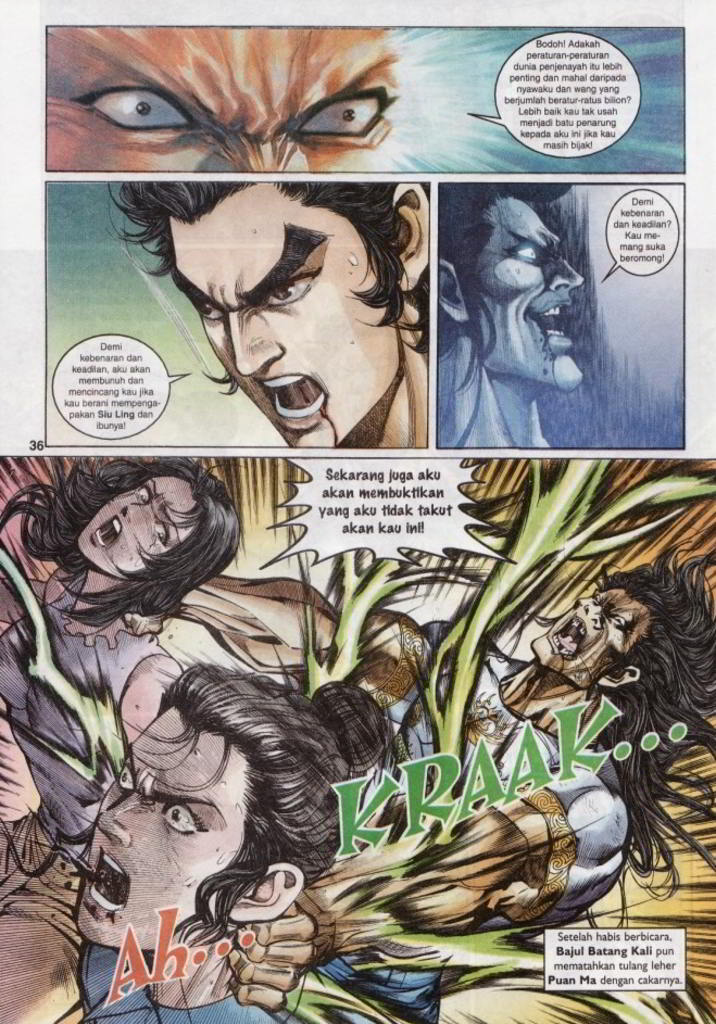 Bodoh! Adakah
peraturan-peraturan
dunia penjenayah itu lebih
penting dan mahal daripada
nyawaku dan wang yang
berjumlah beratur-ratus bilion?
Lebih baik kau tak usah
menjadi batu penarung
kepada aku ini jika kau
masih bijak!
Demi
kebenaran dan
keadilan, aku akan
membunuh dan
mencincang kau jika
kau berani mempenga-
pakan Siu Ling dan
ibunya!
Demi
kebenaran
dan keadilan?
Kau me-
mang suka
beromong!
36
Sekarang juga aku
akan membuktikan
yang aku tidak takut
akan kau ini!
KRAAK...
Ah...
Setelah habis berbicara,
Bajul Batang Kali pun
mematahkan tulang leher
Puan Ma dengan cakarnya.